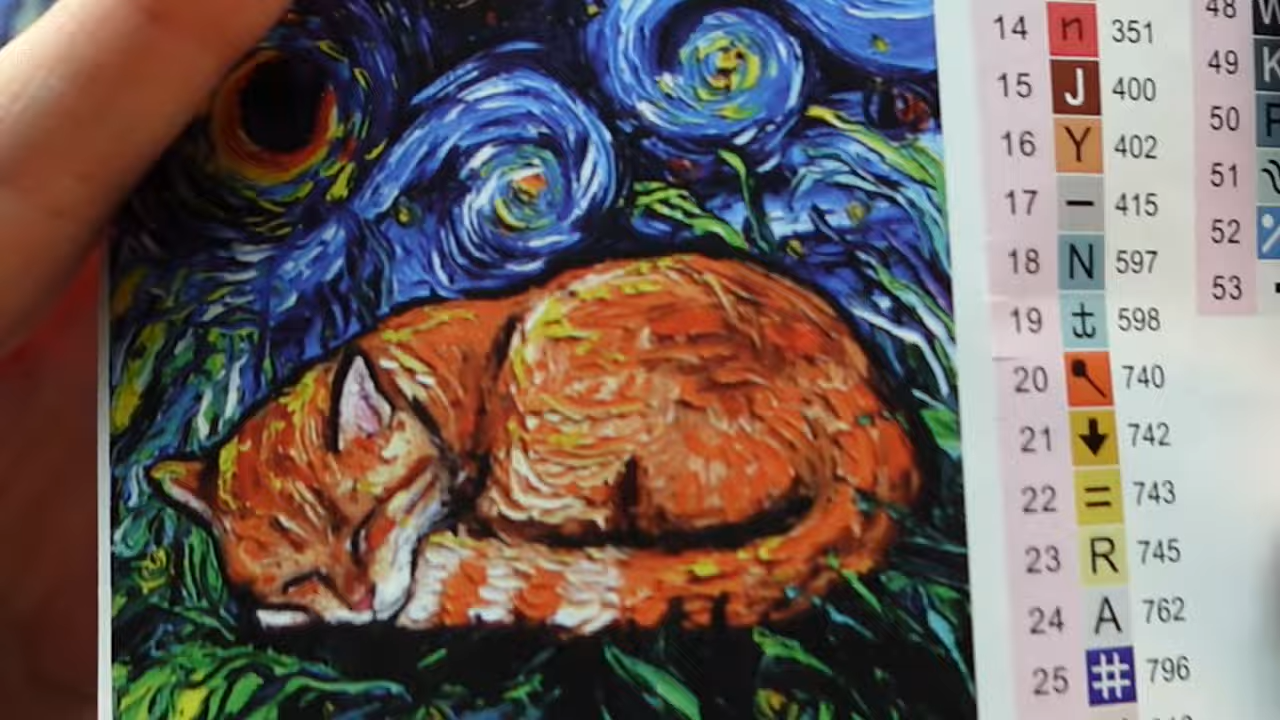 14 n 351
15 J 400
16 Y 402
17 – 415
18 N 597
19 598
20 740
21 742
22 = 743
23 R 745
24 A 762
25 # 796
48 W
49 K
50
51
52
53